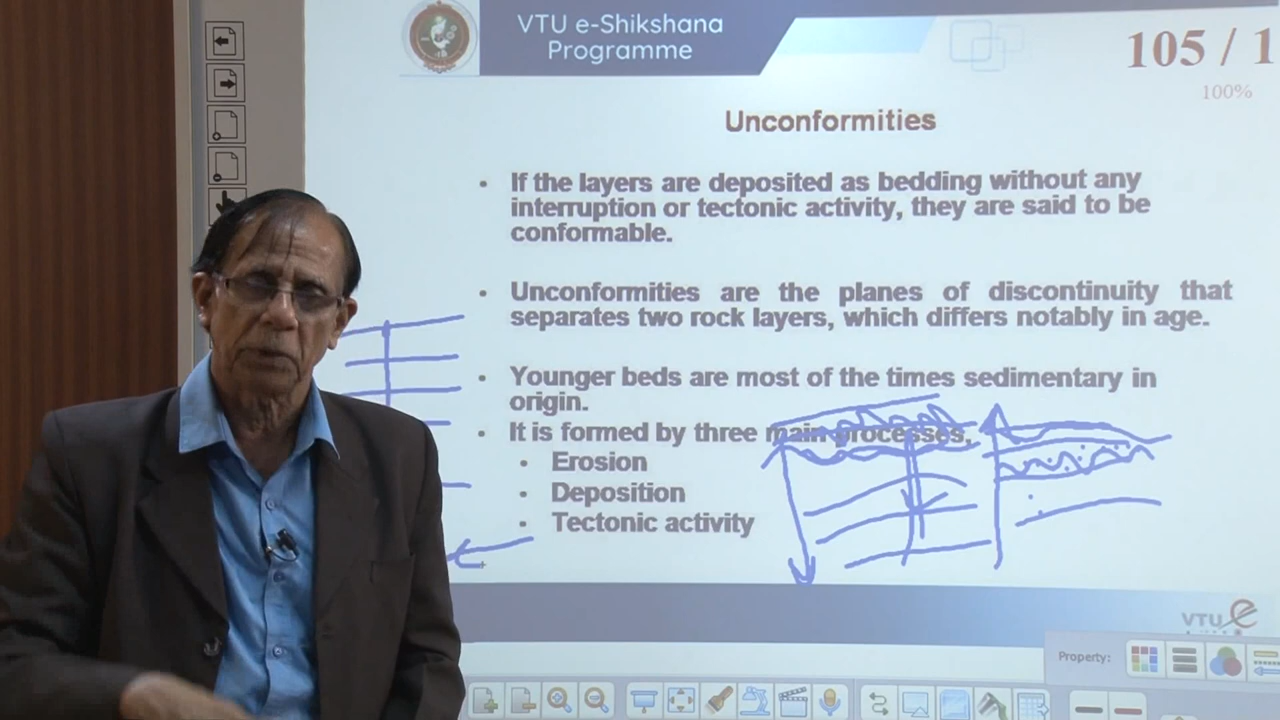 VTU e-Shikshana
Programme
105 / 1
100%
Unconformities
• If the layers are deposited as bedding without any
interruption or tectonic activity, they are said to be
conformable.
• Unconformities are the planes of discontinuity that
separates two rock layers, which differs notably in age.
• Younger beds are most of the times sedimentary in
origin.
• It is formed by three main processes,
• Erosion
• Deposition
• Tectonic activity
VTU e
Property: